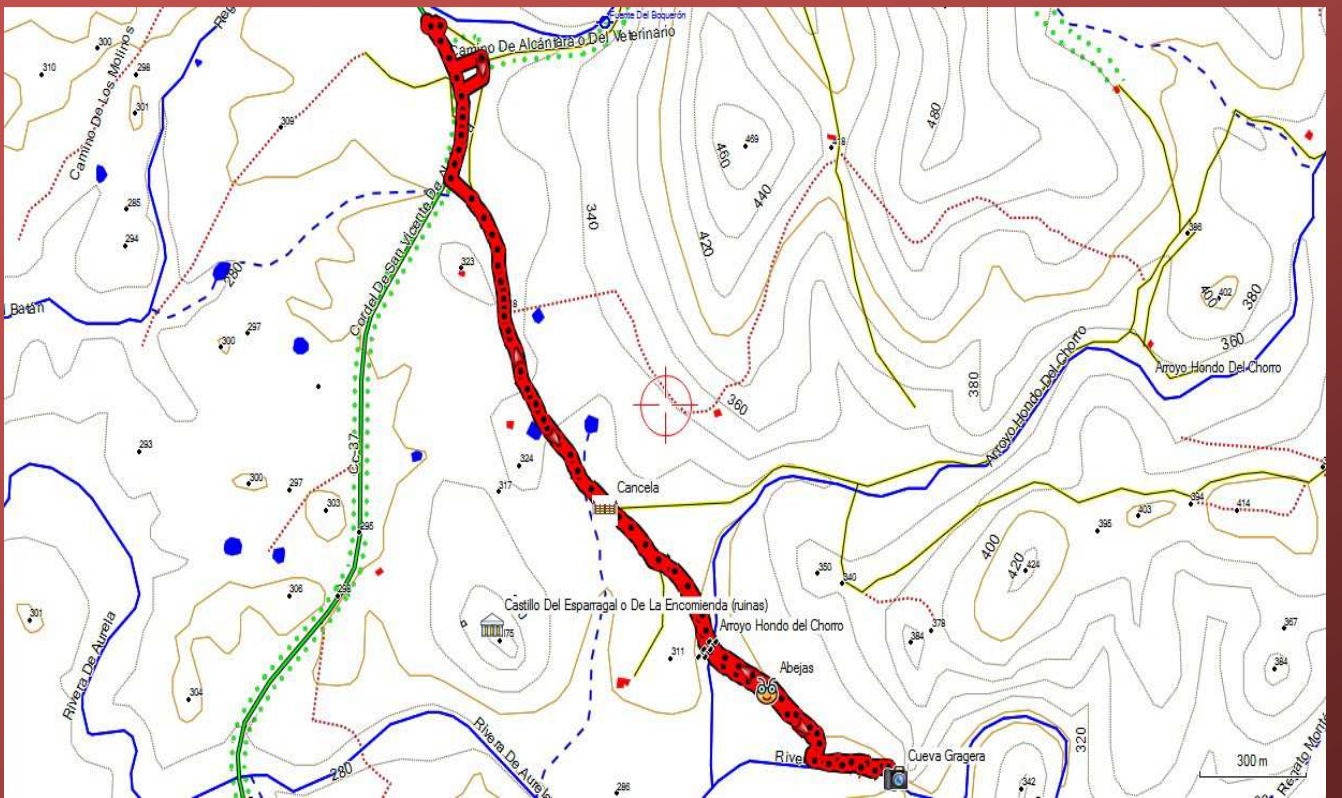 Fuente Del Boquerón
Camino De Alcántara o Del Veterinario
300
310
298
301
Camino De Los Molinos
309
285
294
280
l Batán
297
300
323
Cordel De San Vicente De
469
460
440
420
340
480
386
402
400
380
360
Arroyo Hondo Del Chorro
Arroyo Hondo Del Chorro
380
360
293
CC-37
300
297
303
295
324
317
Cancela
394
414
403
395
400
420
424
350
340
306
298
301
Rivera De Aurela
Castillo Del Esparragal o De La Encomienda (ruinas)
Arroyo Hondo del Chorro
311
378
384
367
384
Abejas
304
Rivera De Aurela
280
286
Rive
Cueva Gragera
320
342
300 m
Regato Monté